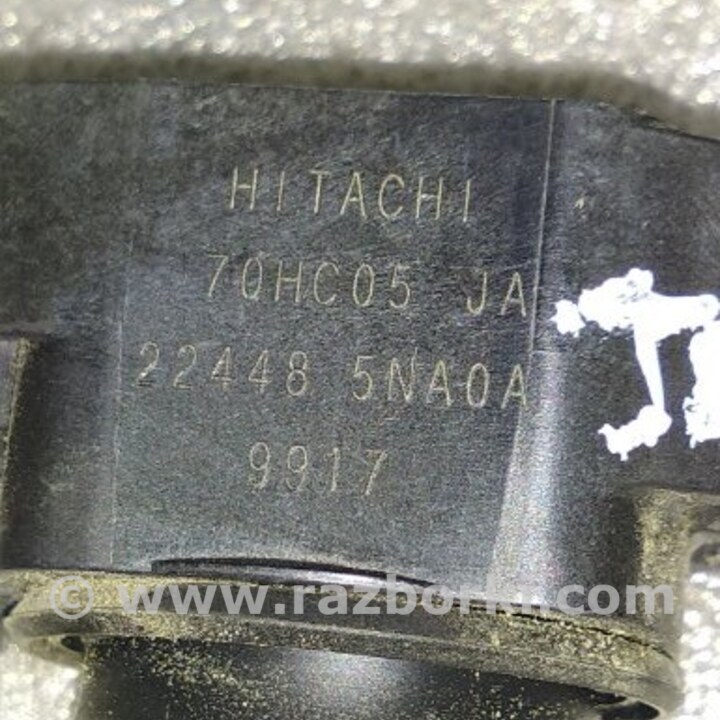 HITACHI
70HC05 JA
22448 5NA0A
9917
© www.razborka.com